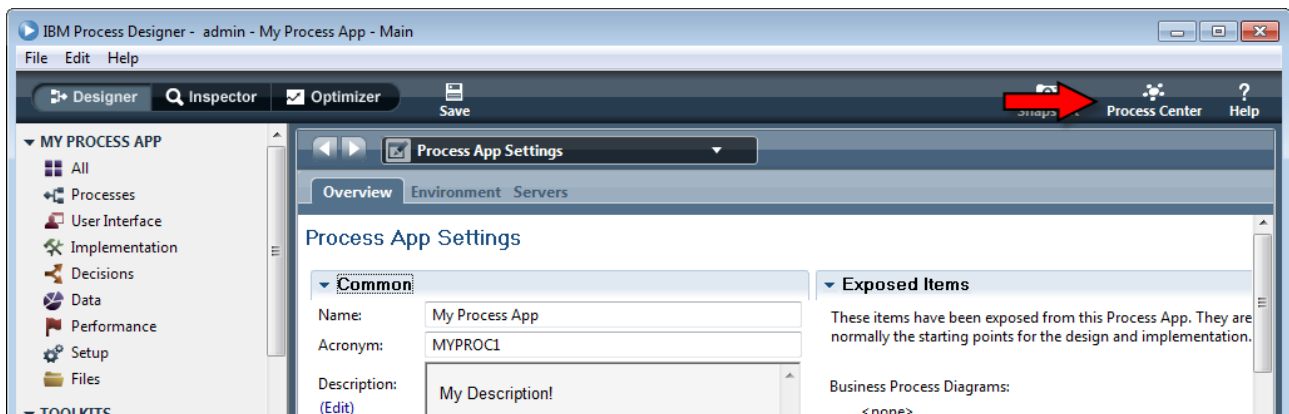 IBM Process Designer - admin - My Process App - Main
File Edit Help
Designer Inspector Optimizer Save Process Center Help
MY PROCESS APP
All
Processes
User Interface
Implementation
Decisions
Data
Performance
Setup
Files
TOOLKITS
Process App Settings
Overview Environment Servers
Process App Settings
Common
Name: My Process App
Acronym: MYPROC1
Description: My Description!
(Edit)
Exposed Items
These items have been exposed from this Process App. They are
normally the starting points for the design and implementation.
Business Process Diagrams:
<none>